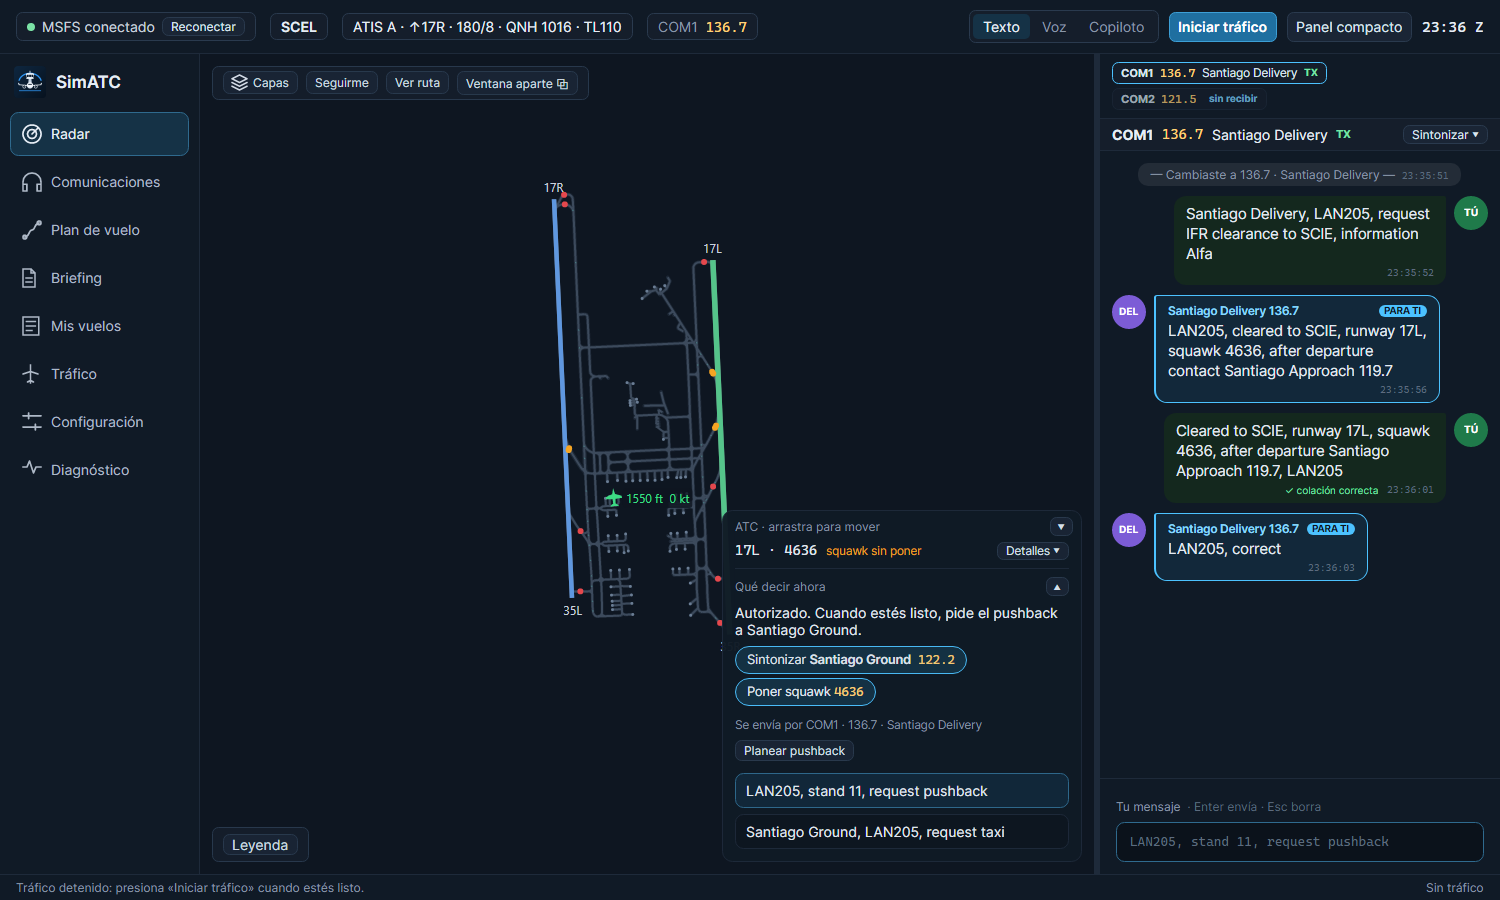 MSFS conectado Reconectar SCEL ATIS A · ↑17R · 180/8 · QNH 1016 · TL110 COM1 136.7 Texto Voz Copiloto Iniciar tráfico Panel compacto 23:36 Z
SimATC
Radar
Comunicaciones
Plan de vuelo
Briefing
Mis vuelos
Tráfico
Configuración
Diagnóstico
Capas Seguirme Ver ruta Ventana aparte
17R
17L
1550 ft 0 kt
35L
Leyenda
ATC · arrastra para mover ▼
17L · 4636 squawk sin poner Detalles ▾
Qué decir ahora ▲
Autorizado. Cuando estés listo, pide el pushback
a Santiago Ground.
Sintonizar Santiago Ground 122.2
Poner squawk 4636
Se envía por COM1 · 136.7 · Santiago Delivery
Planear pushback
LAN205, stand 11, request pushback
Santiago Ground, LAN205, request taxi
COM1 136.7 Santiago Delivery TX
COM2 121.5 sin recibir
COM1 136.7 Santiago Delivery TX Sintonizar ▾
— Cambiaste a 136.7 · Santiago Delivery — 23:35:51
Santiago Delivery, LAN205, request
IFR clearance to SCIE, information
Alfa
23:35:52
TÚ
DEL
Santiago Delivery 136.7 PARA TI
LAN205, cleared to SCIE, runway 17L,
squawk 4636, after departure
contact Santiago Approach 119.7
23:35:56
Cleared to SCIE, runway 17L, squawk
4636, after departure Santiago
Approach 119.7, LAN205
✓ colación correcta 23:36:01
TÚ
DEL
Santiago Delivery 136.7 PARA TI
LAN205, correct
23:36:03
Tu mensaje · Enter envía · Esc borra
LAN205, stand 11, request pushback
Tráfico detenido: presiona «Iniciar tráfico» cuando estés listo. Sin tráfico